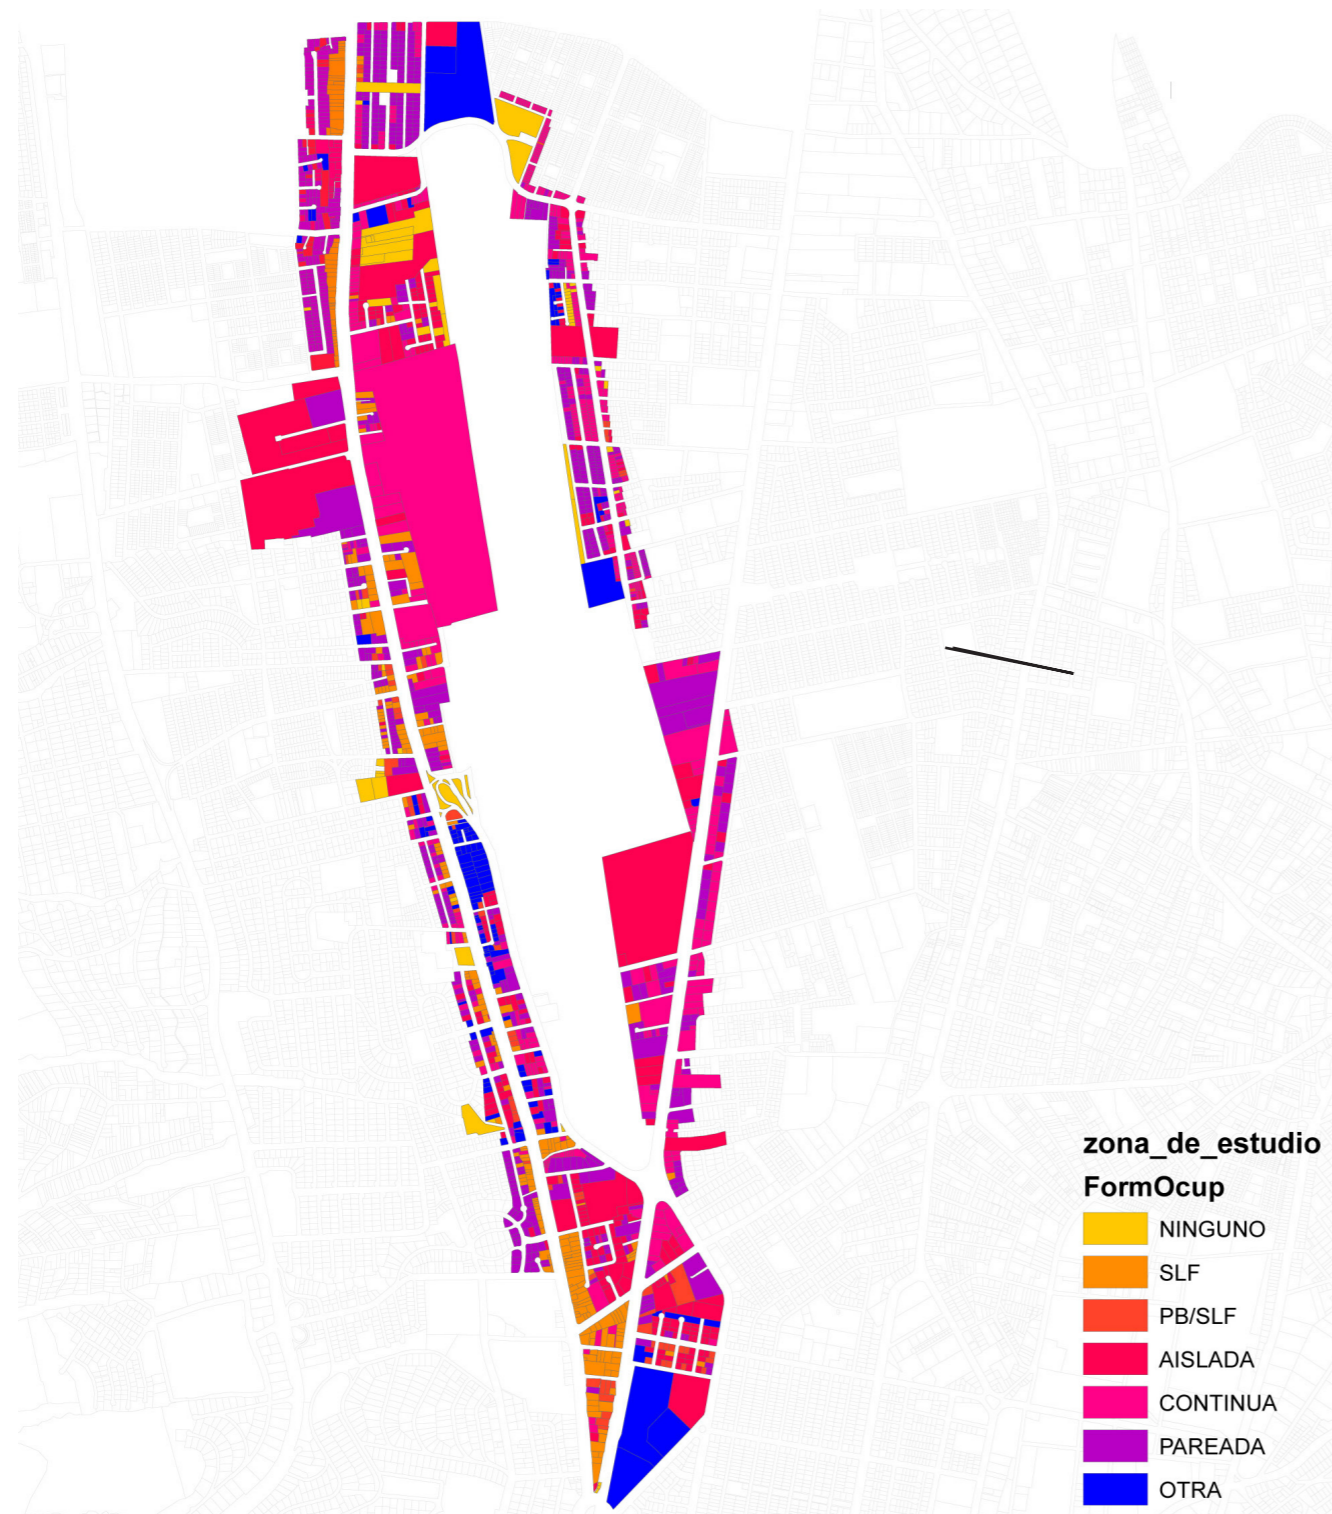 zona_de_estudio
FormOcup
NINGUNO
SLF
PB/SLF
AISLADA
CONTINUA
PAREADA
OTRA